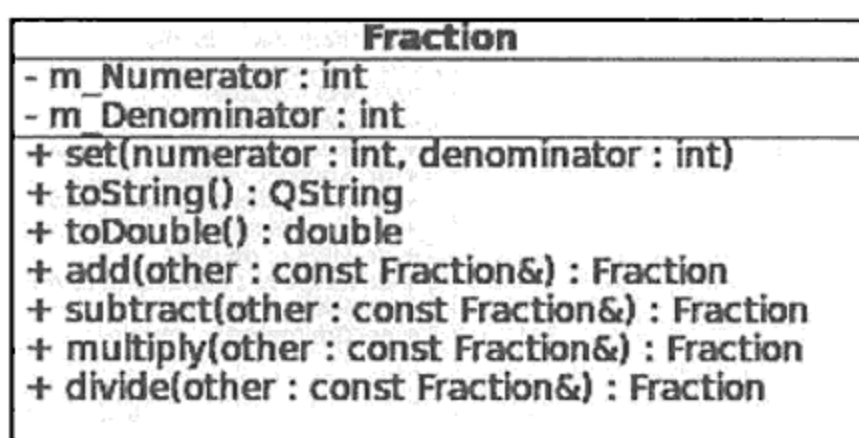 Fraction
- m_Numerator : int
- m_Denominator : int
+ set(numerator : int, denominator : int)
+ toString() : QString
+ toDouble() : double
+ add(other : const Fraction&) : Fraction
+ subtract(other : const Fraction&) : Fraction
+ multiply(other : const Fraction&) : Fraction
+ divide(other : const Fraction&) : Fraction